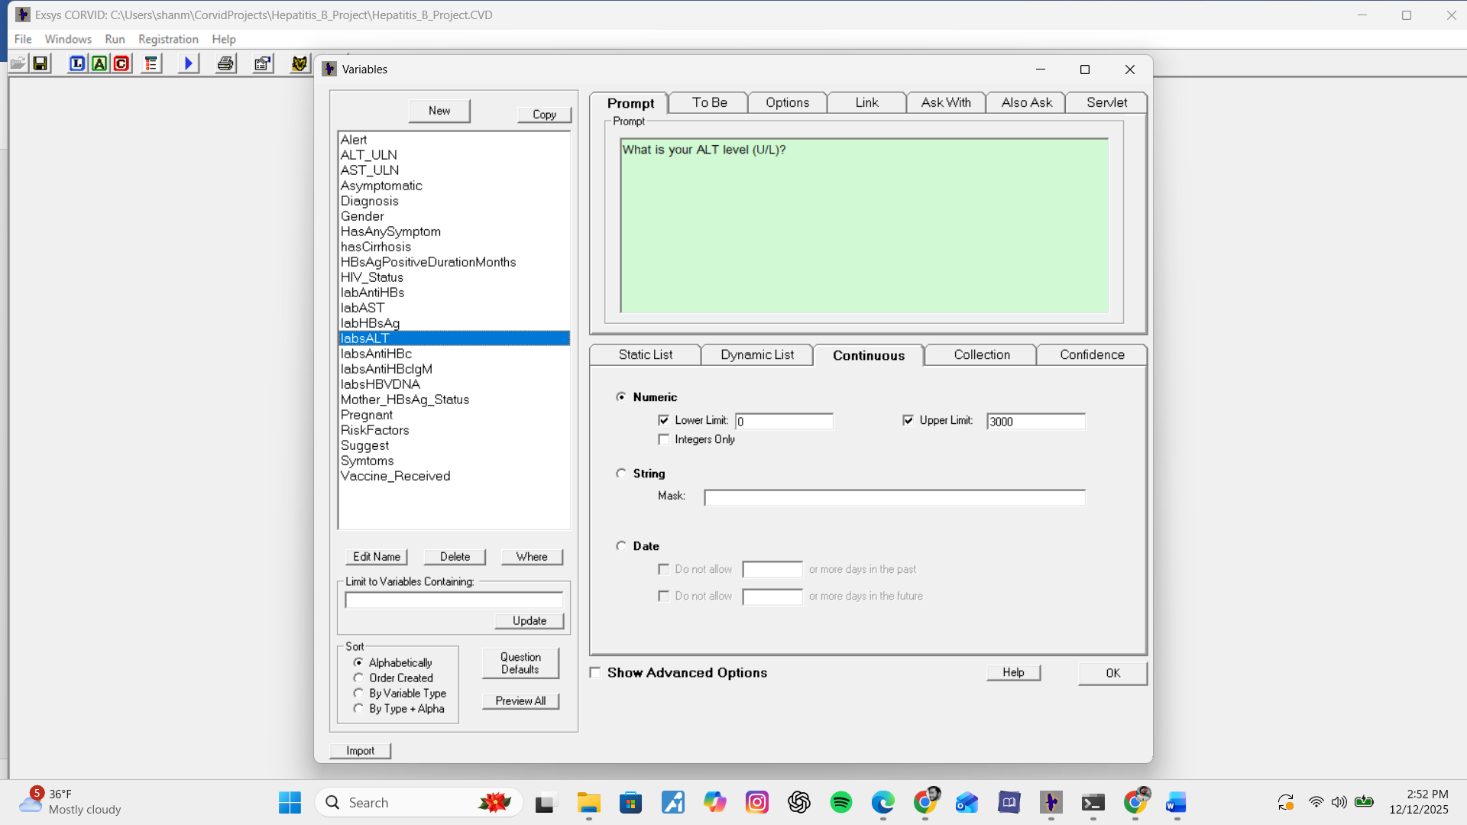 Exsys CORVID: C:\Users\shanm\CorvidProjects\Hepatitis_B_Project\Hepatitis_B_Project.CVD
File Windows Run Registration Help
L A C
Variables
New
Copy
Alert
ALT_ULN
AST_ULN
Asymptomatic
Diagnosis
Gender
HasAnySymptom
hasCirrhosis
HBsAgPositiveDurationMonths
HIV_Status
labAntiHBs
labAST
labHBsAg
labsALT
labsAntiHBc
labsAntiHBcIgM
labsHBVDNA
Mother_HBsAg_Status
Pregnant
RiskFactors
Suggest
Symtoms
Vaccine_Received
Edit Name Delete Where
Limit to Variables Containing:
Update
Sort
Alphabetically
Order Created
By Variable Type
By Type + Alpha
Question
Defaults
Preview All
Import
Prompt To Be Options Link Ask With Also Ask Servlet
Prompt
What is your ALT level (U/L)?
Static List Dynamic List Continuous Collection Confidence
Numeric
Lower Limit: 0 Upper Limit: 3000
Integers Only
String
Mask:
Date
Do not allow or more days in the past
Do not allow or more days in the future
Show Advanced Options Help OK
5
36°F
Mostly cloudy
Search
2:52 PM
12/12/2025